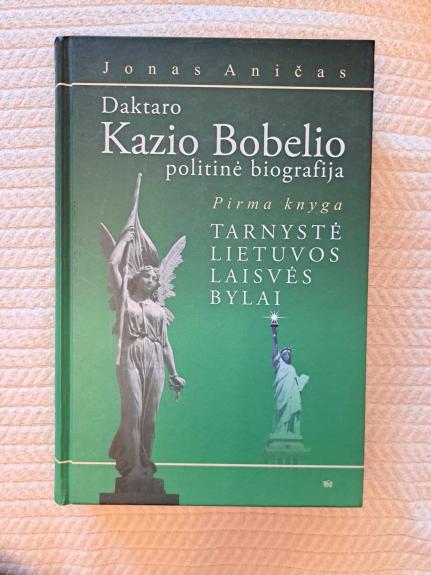 Jonas Aničas
Daktaro
Kazio Bobelio
politinė biografija
Pirma knyga
TARNYSTĖ
LIETUVOS
LAISVĖS
BYLAI